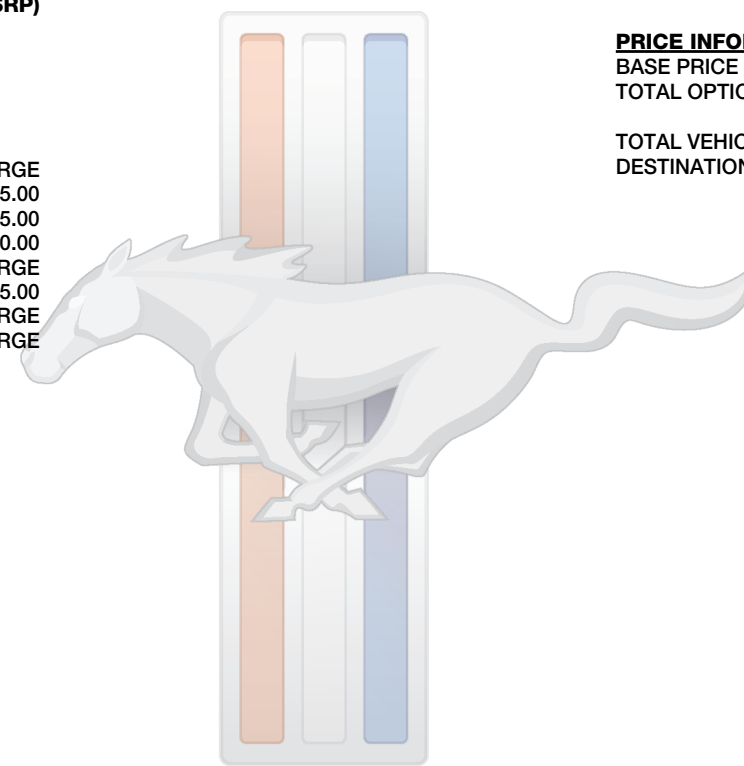 SRP)
PRICE INFO
BASE PRICE
TOTAL OPTIO
TOTAL VEHIC
DESTINATION
RGE
5.00
5.00
0.00
RGE
5.00
RGE
RGE